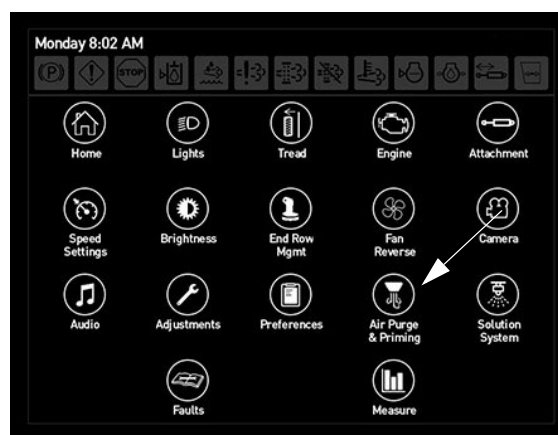 Monday 8:02 AM
(P)
STOP
Home Lights Tread Engine Attachment
Speed Settings Brightness End Row Mgmt Fan Reverse Camera
Audio Adjustments Preferences Air Purge & Priming Solution System
Faults Measure